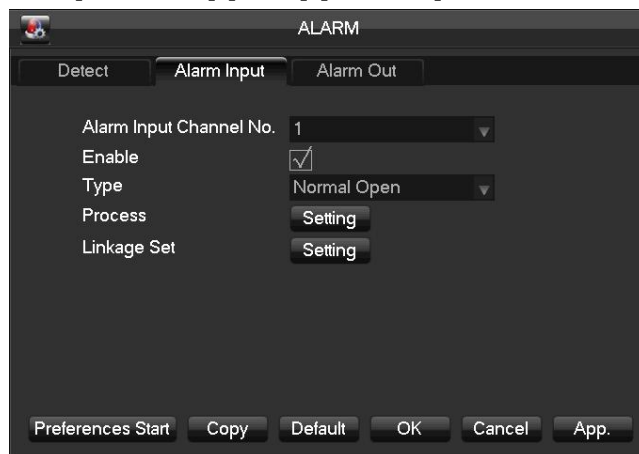 ALARM
Detect Alarm Input Alarm Out
Alarm Input Channel No. 1
Enable
Type Normal Open
Process Setting
Linkage Set Setting
Preferences Start Copy Default OK Cancel App.